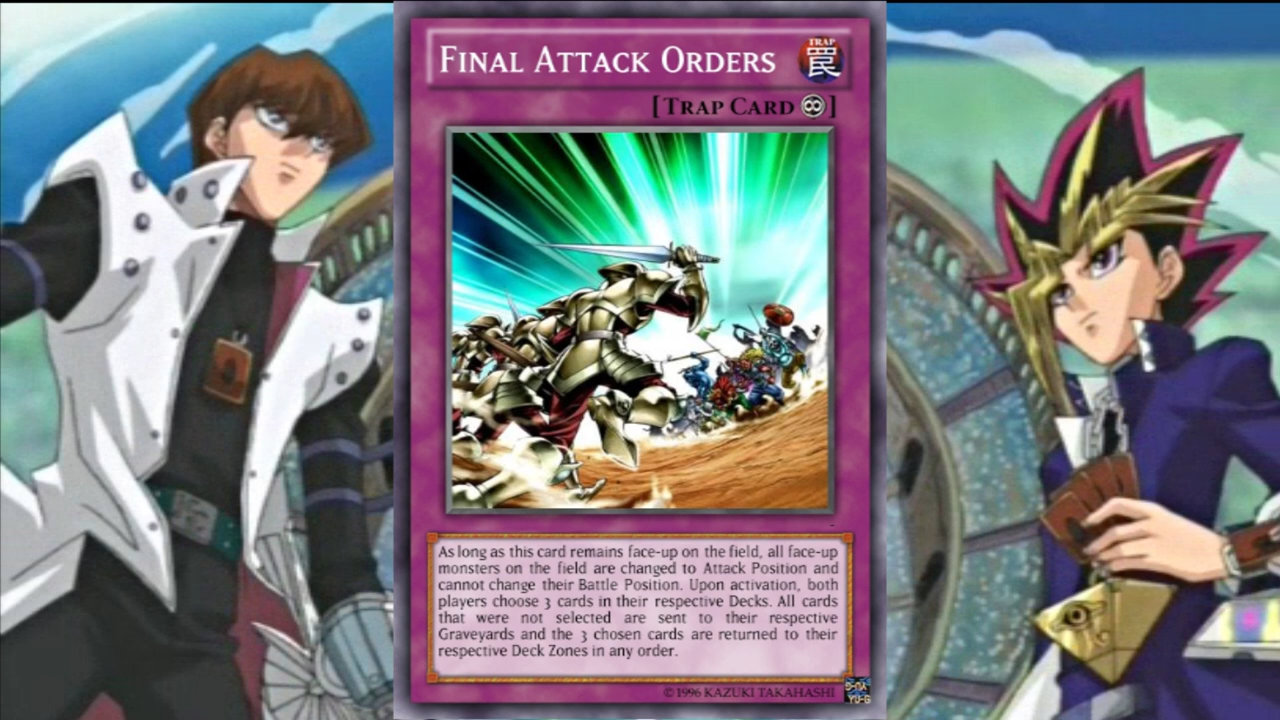 FINAL ATTACK ORDERS
TRAP
罠
[TRAP CARD]
As long as this card remains face-up on the field, all face-up
monsters on the field are changed to Attack Position and
cannot change their Battle Position. Upon activation, both
players choose 3 cards in their respective Decks. All cards
that were not selected are sent to their respective
Graveyards and the 3 chosen cards are returned to their
respective Deck Zones in any order.
©1996 KAZUKI TAKAHASHI